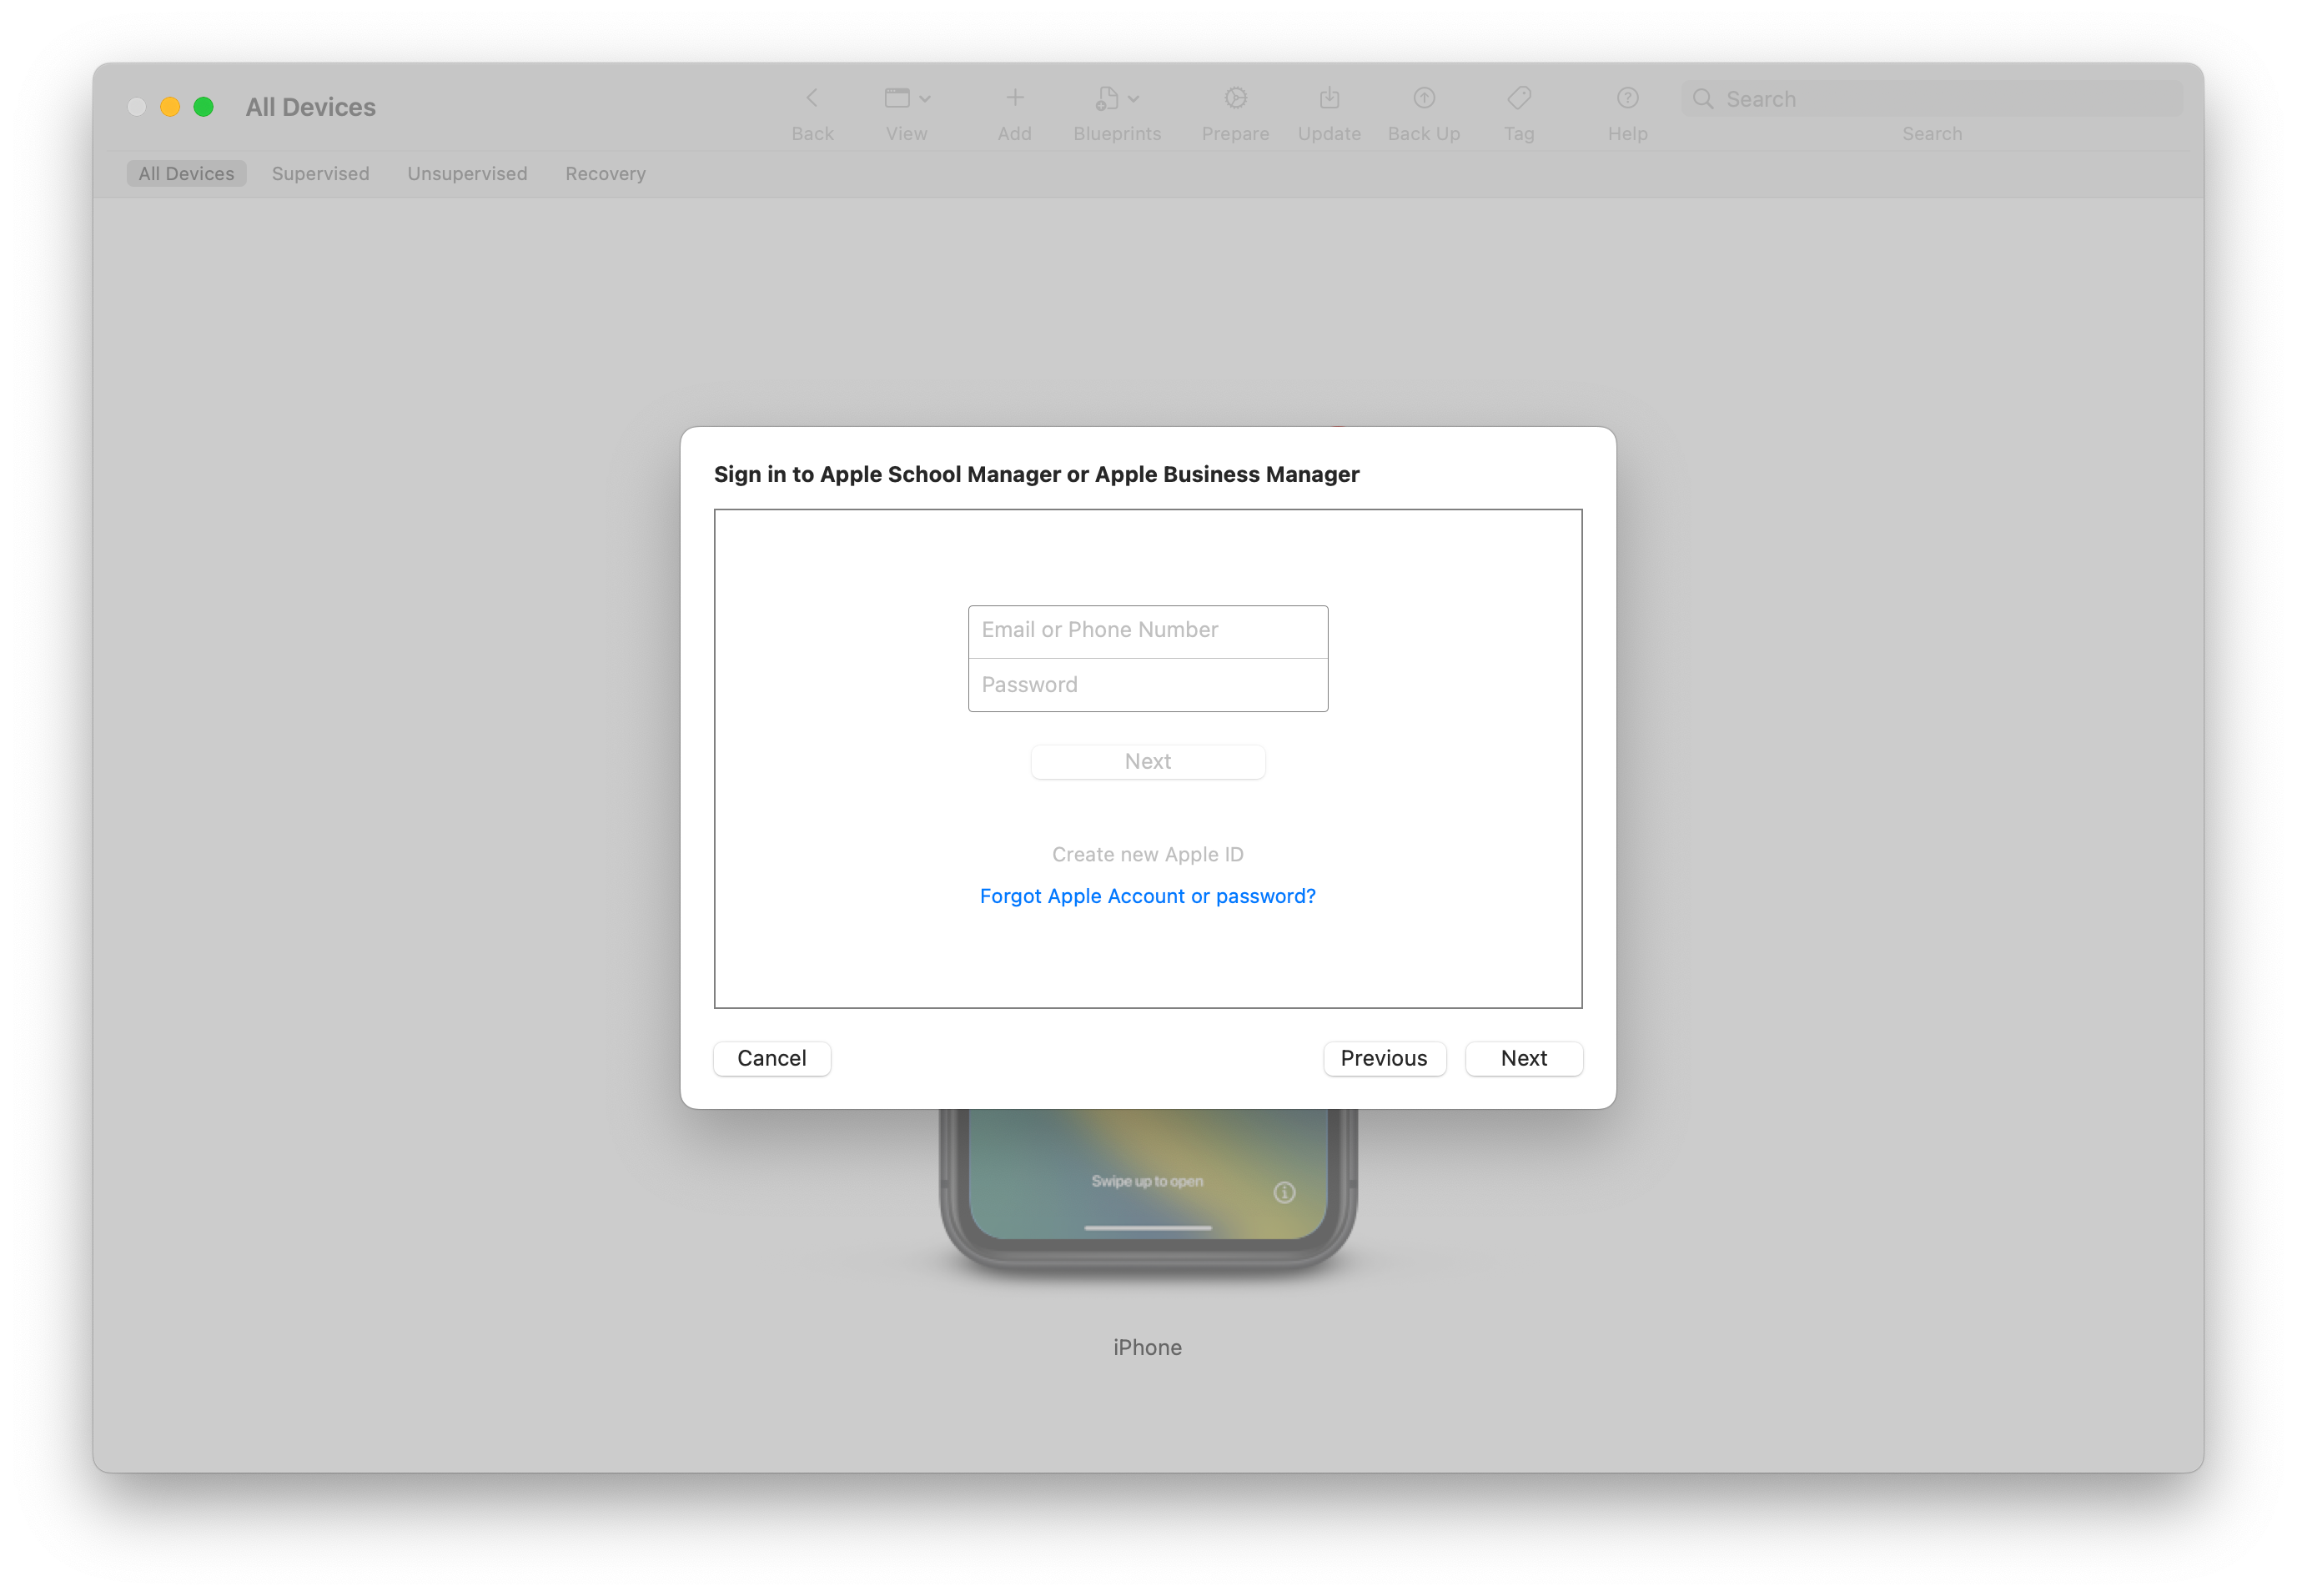 All Devices
Back
View
Add
Blueprints
Prepare
Update
Back Up
Tag
Help
Search
Search
All Devices
Supervised
Unsupervised
Recovery
Sign in to Apple School Manager or Apple Business Manager
Email or Phone Number
Password
Next
Create new Apple ID
Forgot Apple Account or password?
Cancel
Previous
Next
Swipe up to open
iPhone